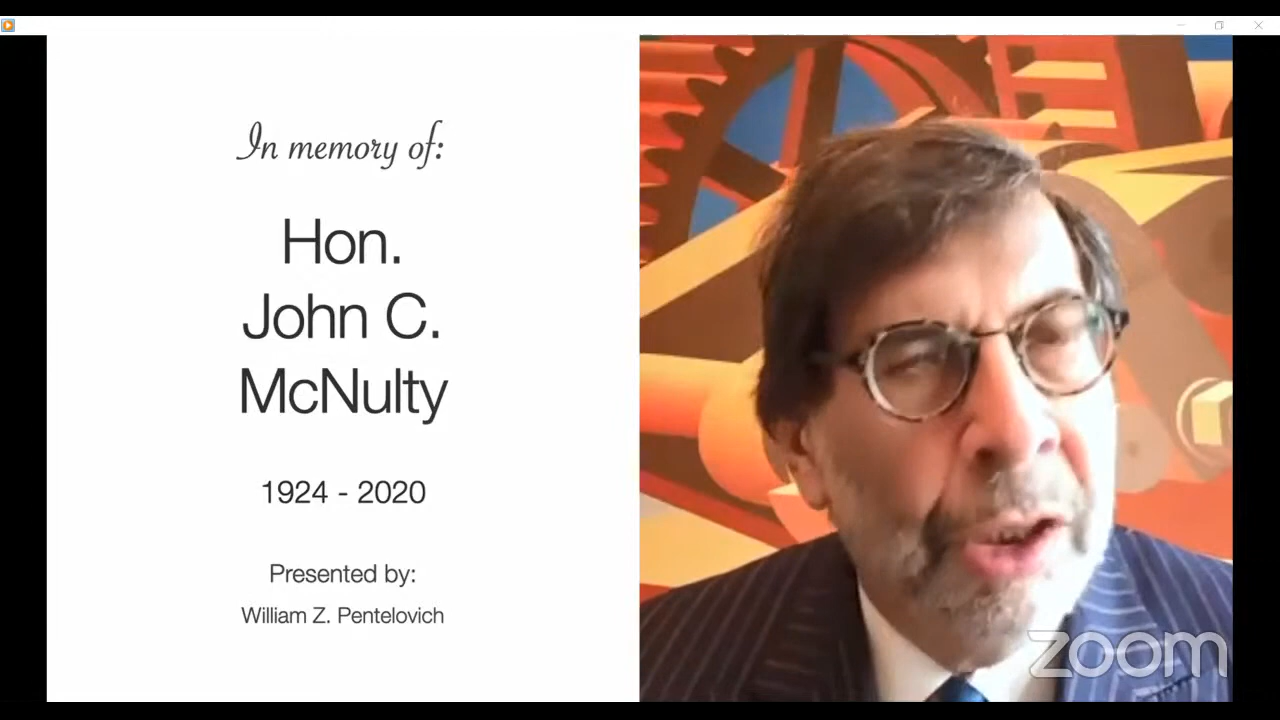 In memory of:
Hon.
John C.
McNulty
1924 - 2020
Presented by:
William Z. Pentelovich
zoom